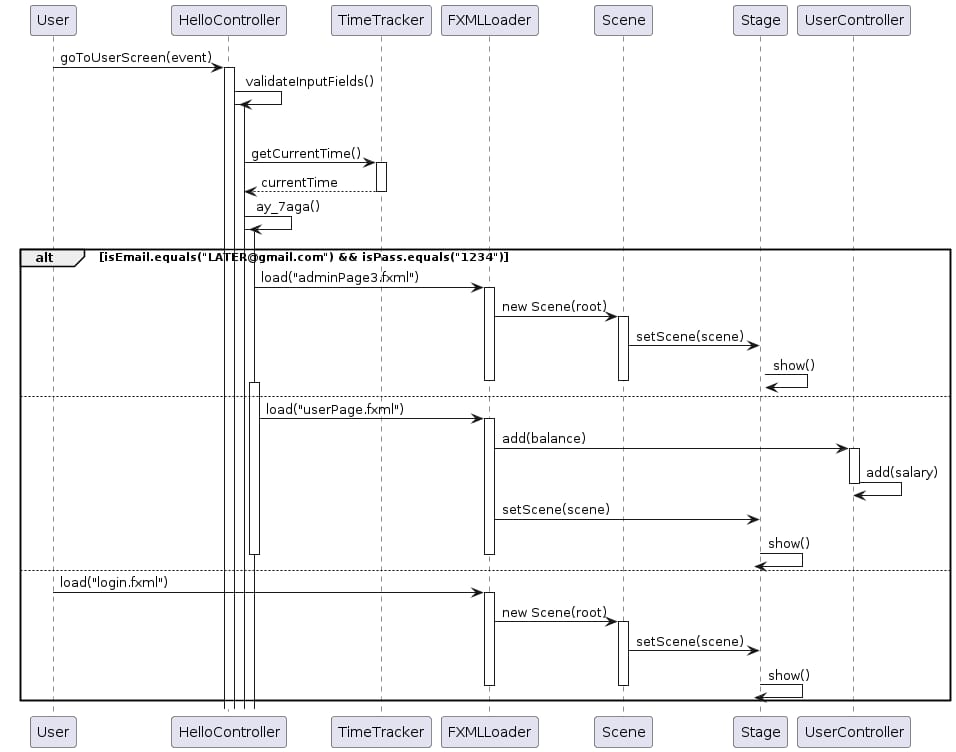 User HelloController TimeTracker FXMLLoader Scene Stage UserController
goToUserScreen(event)
validateInputFields()
getCurrentTime()
currentTime
ay_7aga()
alt [isEmail.equals("LATER@gmail.com") && isPass.equals("1234")]
load("adminPage3.fxml")
new Scene(root)
setScene(scene)
show()
load("userPage.fxml")
add(balance)
add(salary)
setScene(scene)
show()
load("login.fxml")
new Scene(root)
setScene(scene)
show()
User HelloController TimeTracker FXMLLoader Scene Stage UserController